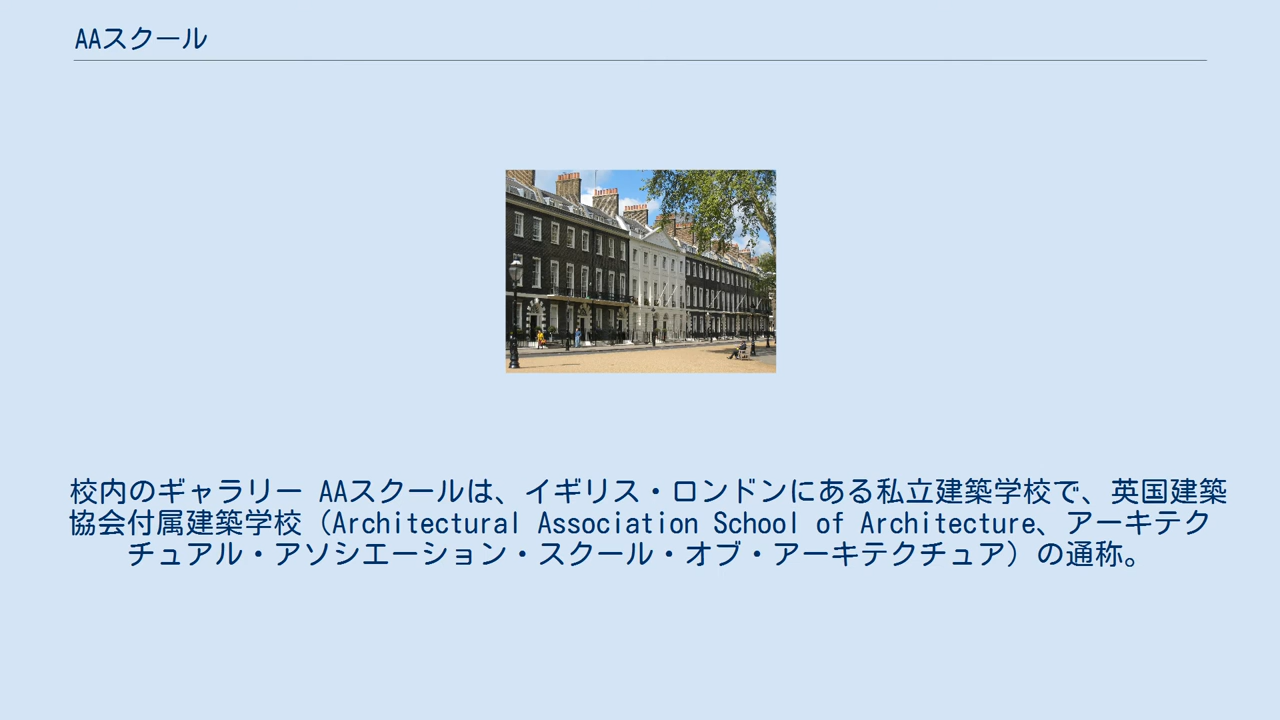 AAスクール
校内のギャラリー AAスクールは、イギリス・ロンドンにある私立建築学校で、英国建築
協会付属建築学校（Architectural Association School of Architecture、アーキテク
チュアル・アソシエーション・スクール・オブ・アーキテクチュア）の通称。